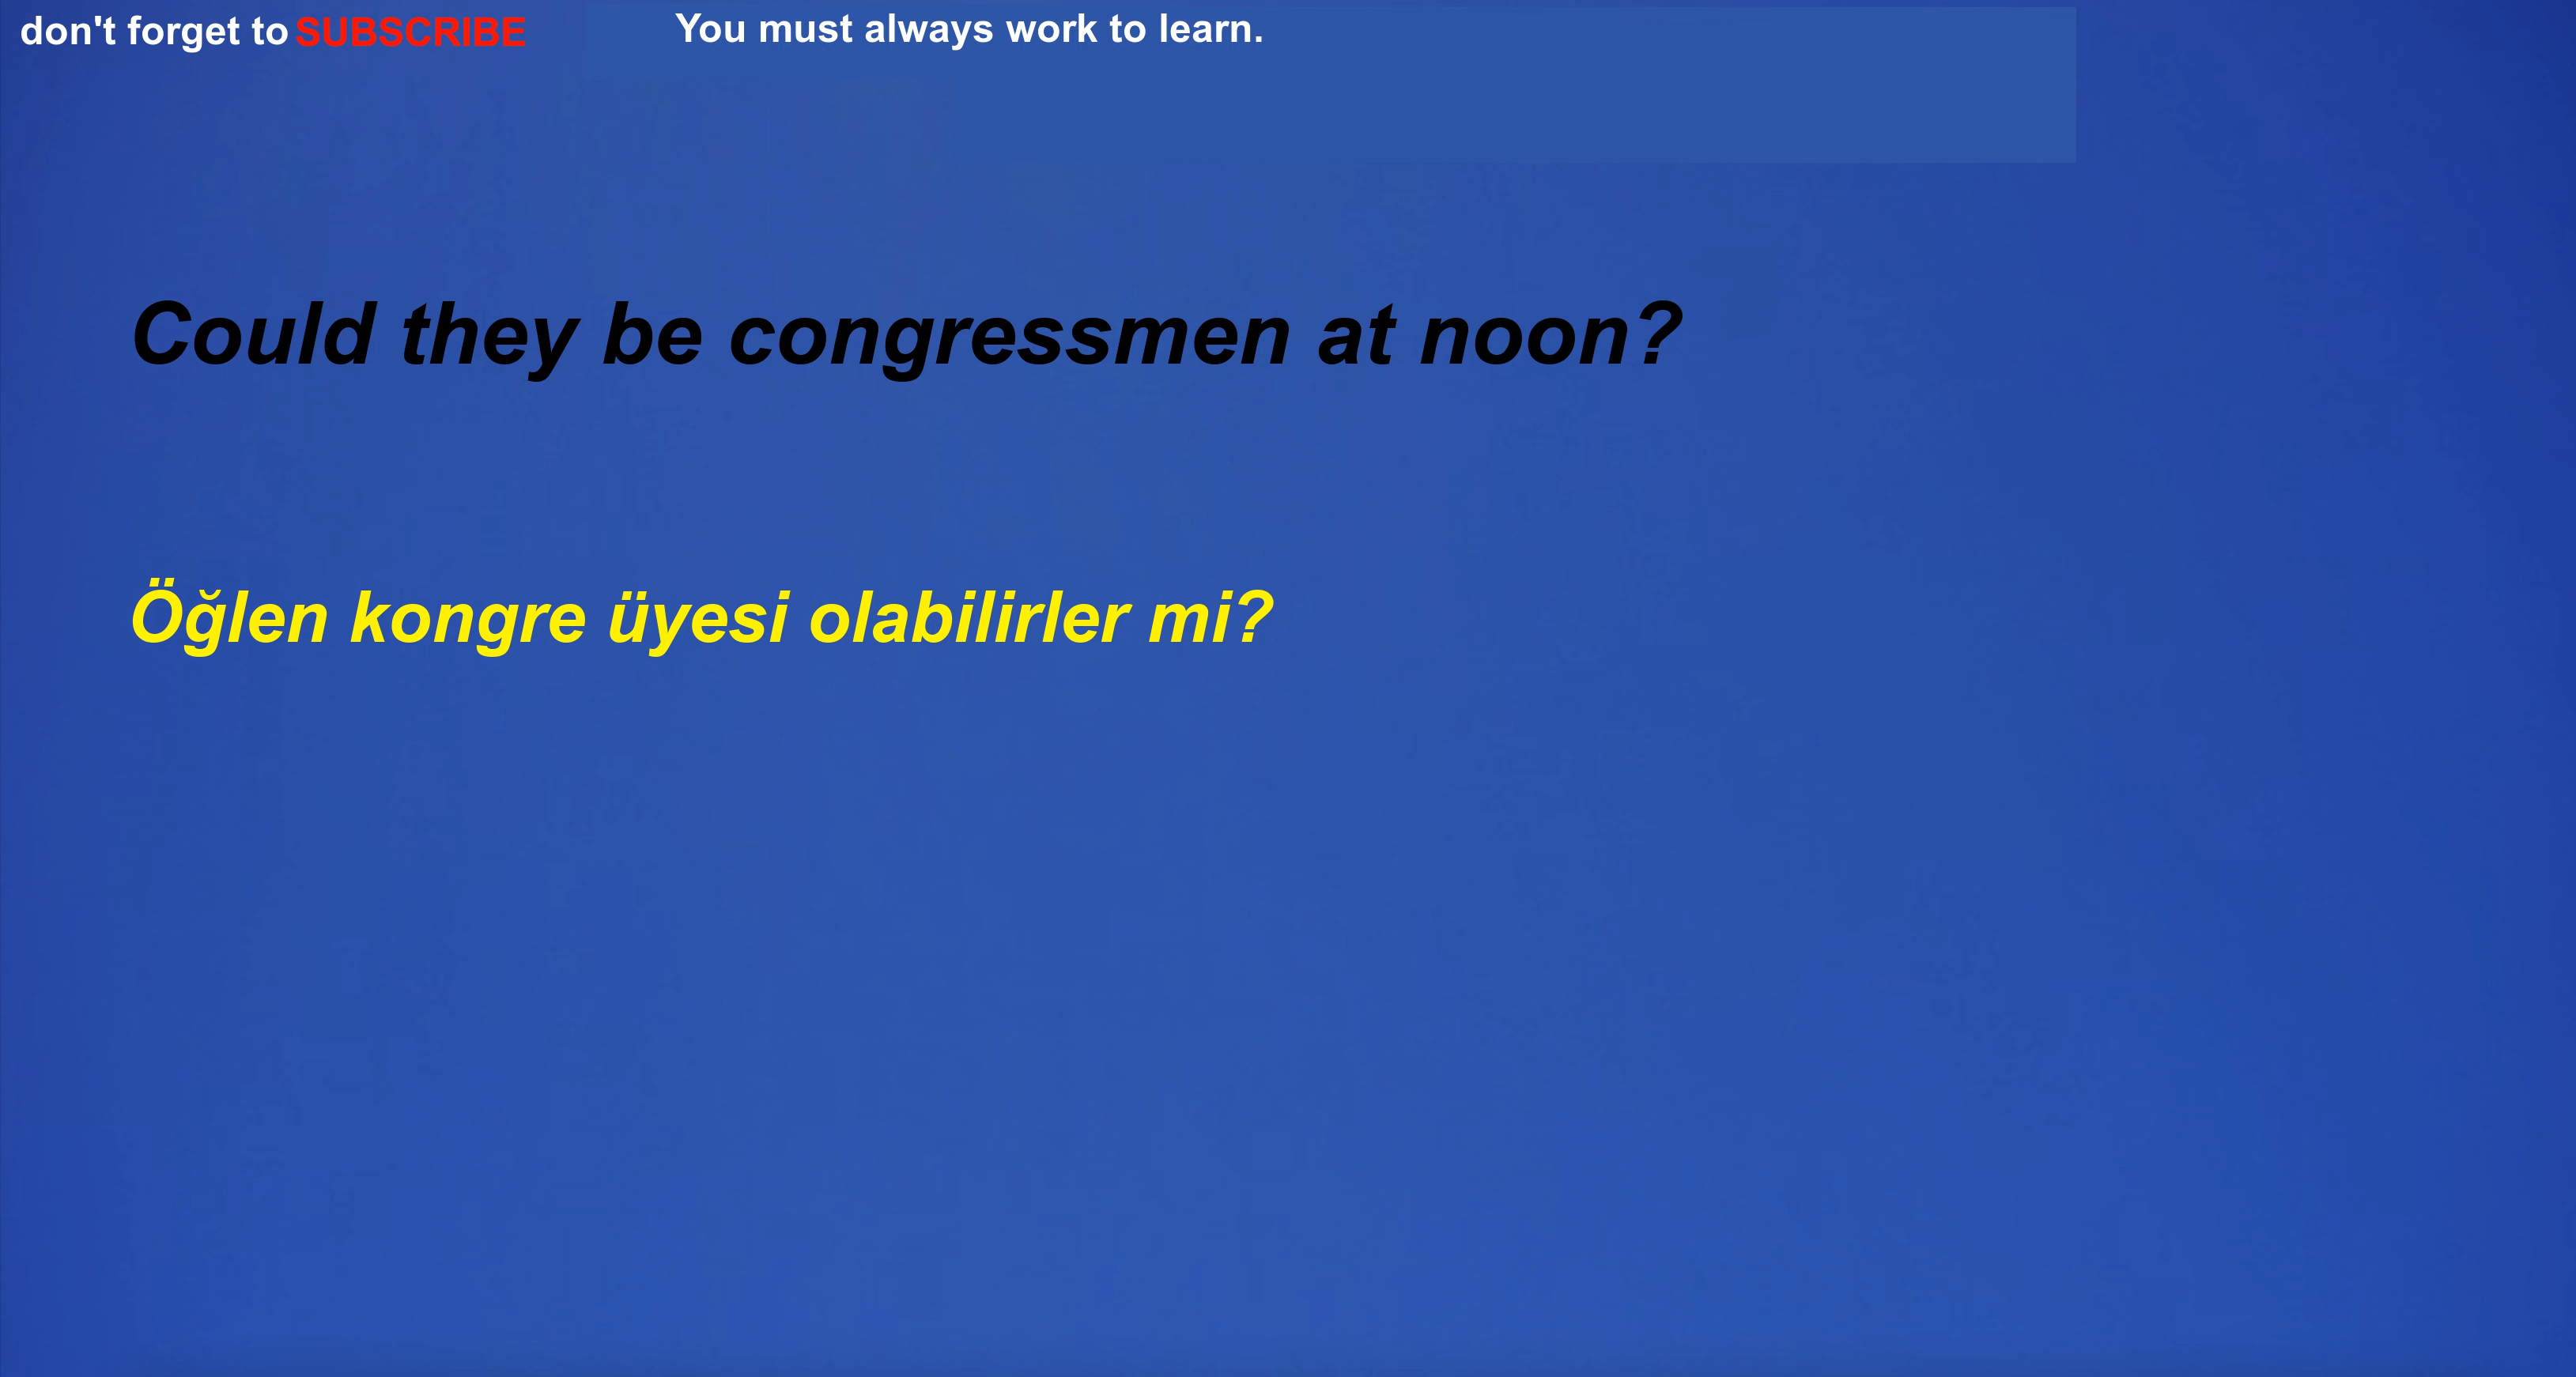 don't forget to SUBSCRIBE You must always work to learn.
Could they be congressmen at noon?
Öğlen kongre üyesi olabilirler mi?